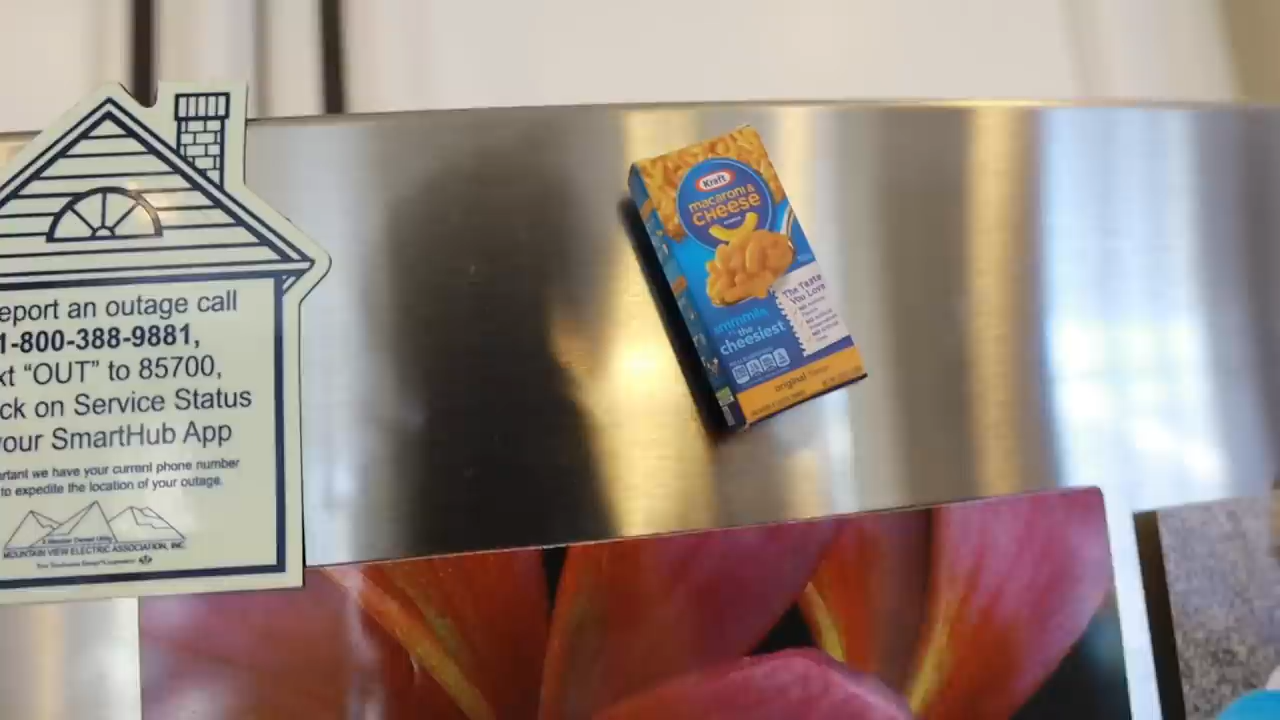 eport an outage call
1-800-388-9881,
xt “OUT” to 85700,
ck on Service Status
your SmartHub App
rtant we have your current phone number
to expedite the location of your outage.
MOUNTAIN VIEW ELECTRIC ASSOCIATION, INC.
Kraft
macaroni &
CHEESE
The Taste
You Love
the
cheesiest
original